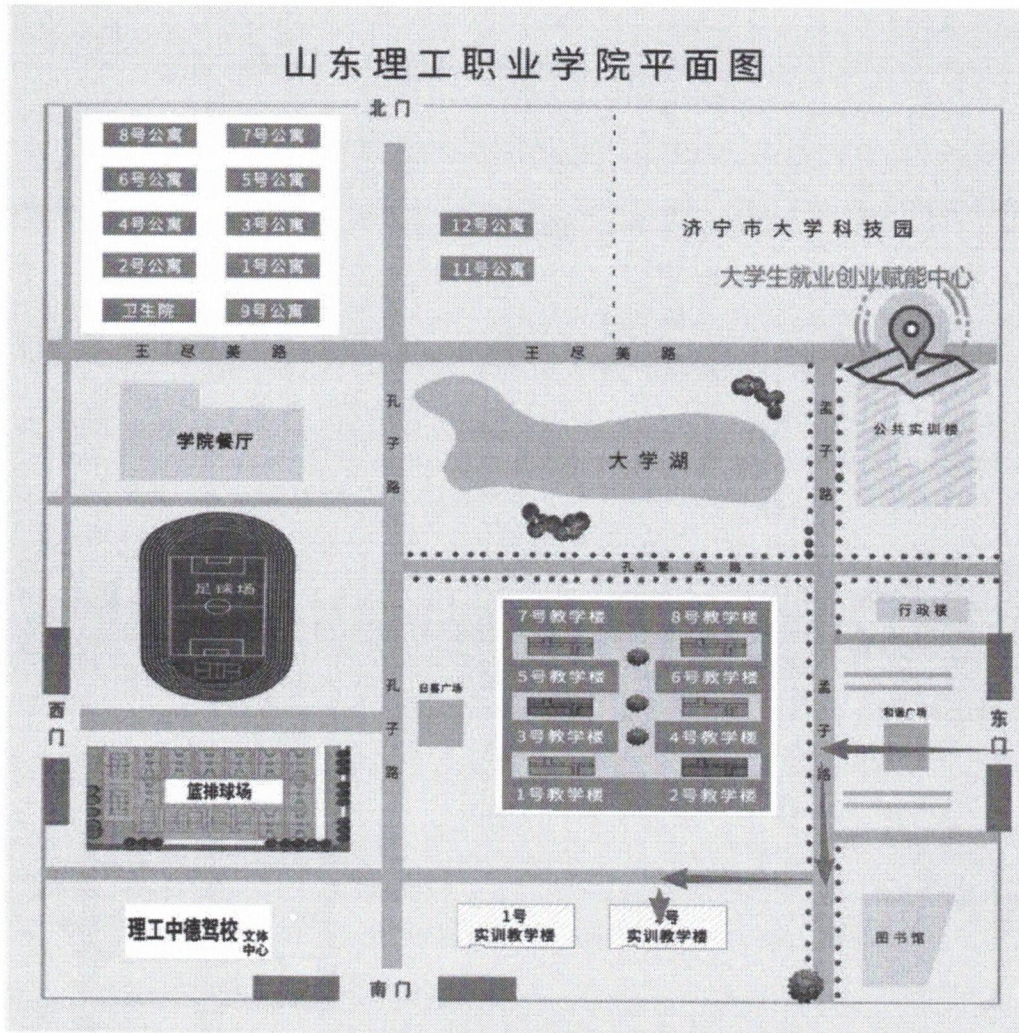 山东理工职业学院平面图
北门
8号公寓
7号公寓
6号公寓
5号公寓
4号公寓
3号公寓
2号公寓
1号公寓
卫生院
9号公寓
12号公寓
11号公寓
济宁市大学科技园
大学生就业创业赋能中心
王尽美路
王尽美路
学院餐厅
孔子路
大学湖
孟子路
公共实训楼
足球场
孔繁森路
行政楼
7号教学楼
8号教学楼
5号教学楼
6号教学楼
3号教学楼
4号教学楼
1号教学楼
2号教学楼
西门
日晷广场
孔子路
孟子路
和谐广场
东门
篮排球场
理工中德驾校
文体
中心
1号
实训教学楼
号
实训教学楼
图书馆
南门